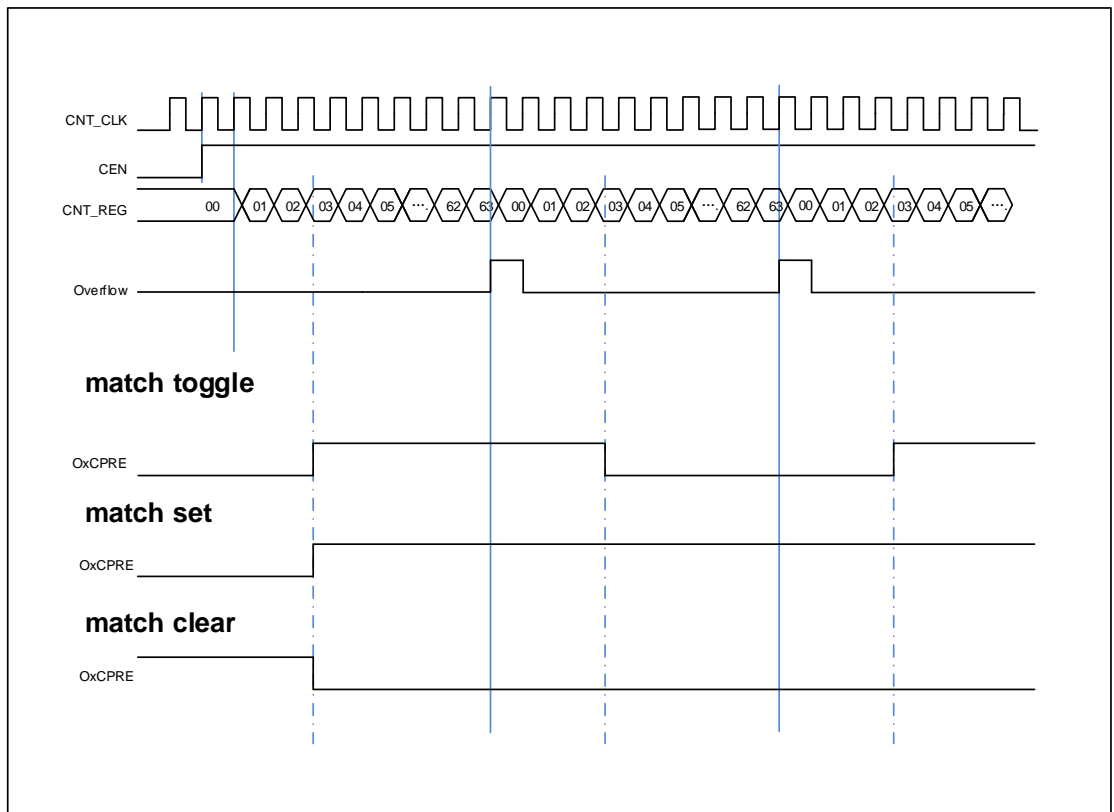 CNT_CLK
CEN
CNT_REG 00 01 02 03 04 05 ···. 62 63 00 01 02 03 04 05 ···. 62 63 00 01 02 03 04 05 ···.
Overflow
match toggle
OxCPRE
match set
OxCPRE
match clear
OxCPRE